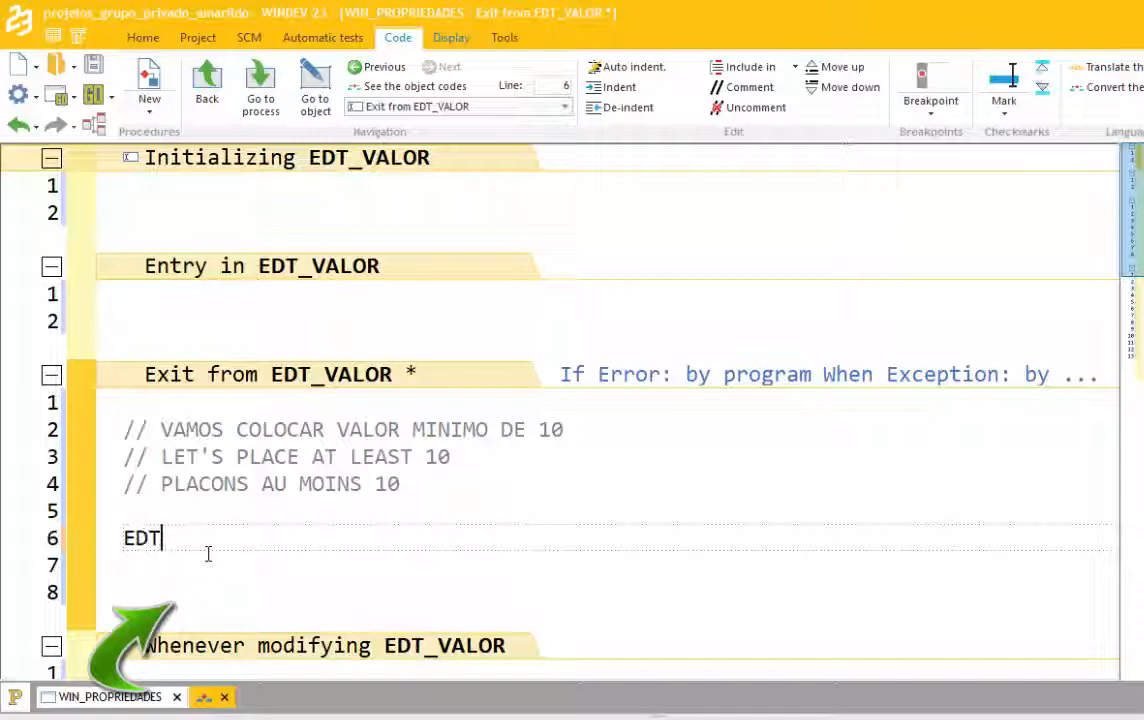 23 projetos_grupo_privado_amarildo - WINDEV 23 - [WIN_PROPRIEDADES - Exit from EDT_VALOR *]
Home Project SCM Automatic tests Code Display Tools
Previous Next Auto indent. Include in Move up Translate the
See the object codes Line: 6 Indent // Comment Move down Convert the
New Back Go to process Go to object Exit from EDT_VALOR De-indent Uncomment Breakpoint Mark
Procedures Navigation Edit Breakpoints Checkmarks Langua
Initializing EDT_VALOR
1
2
Entry in EDT_VALOR
1
2
Exit from EDT_VALOR * If Error: by program When Exception: by ...
1
2 // VAMOS COLOCAR VALOR MINIMO DE 10
3 // LET'S PLACE AT LEAST 10
4 // PLACONS AU MOINS 10
5
6 EDT
7
8
Whenever modifying EDT_VALOR
1
WIN_PROPRIEDADES